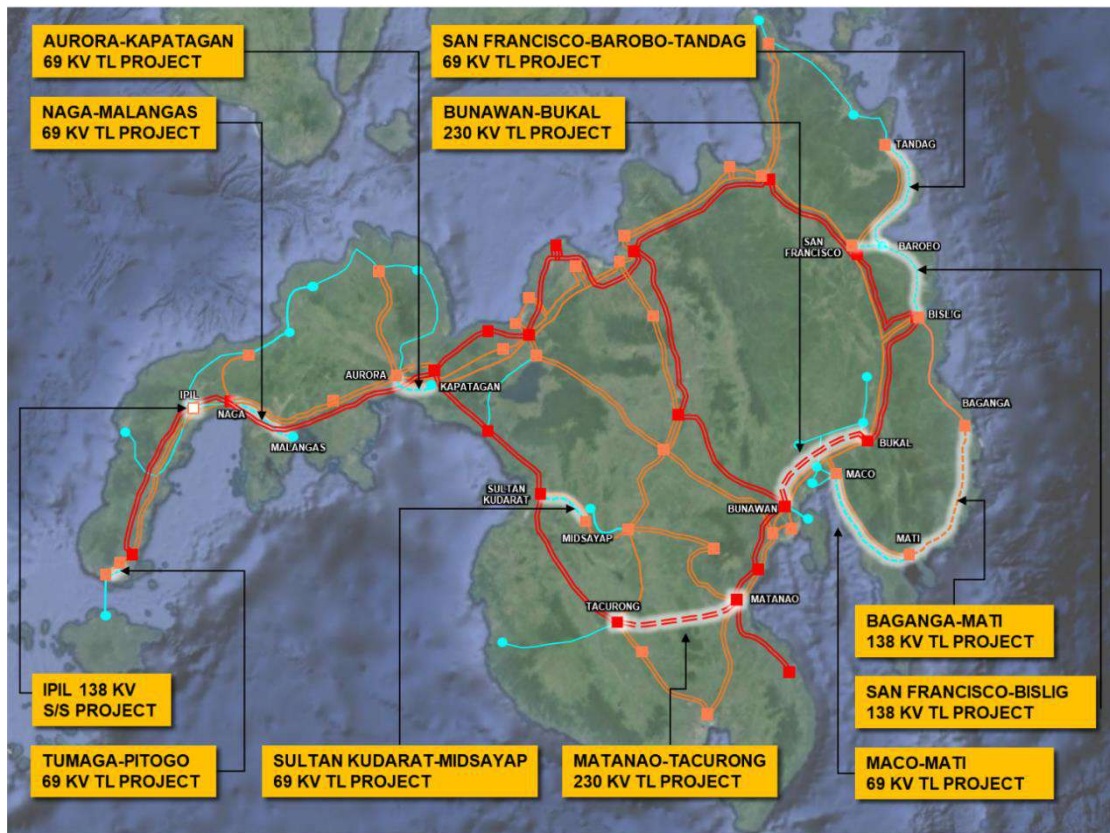 AURORA-KAPATAGAN
69 KV TL PROJECT
SAN FRANCISCO-BAROBO-TANDAG
69 KV TL PROJECT
NAGA-MALANGAS
69 KV TL PROJECT
BUNAWAN-BUKAL
230 KV TL PROJECT
TANDAG
SAN
FRANCISCO
BAROBO
BISLIG
AURORA
KAPATAGAN
IPIL
NAGA
MALANGAS
BAGANGA
BUKAL
MACO
SULTAN
KUDARAT
BUNAWAN
MIDSAYAP
MATI
TACURONG
MATANAO
BAGANGA-MATI
138 KV TL PROJECT
IPIL 138 KV
S/S PROJECT
SAN FRANCISCO-BISLIG
138 KV TL PROJECT
TUMAGA-PITOGO
69 KV TL PROJECT
SULTAN KUDARAT-MIDSAYAP
69 KV TL PROJECT
MATANAO-TACURONG
230 KV TL PROJECT
MACO-MATI
69 KV TL PROJECT